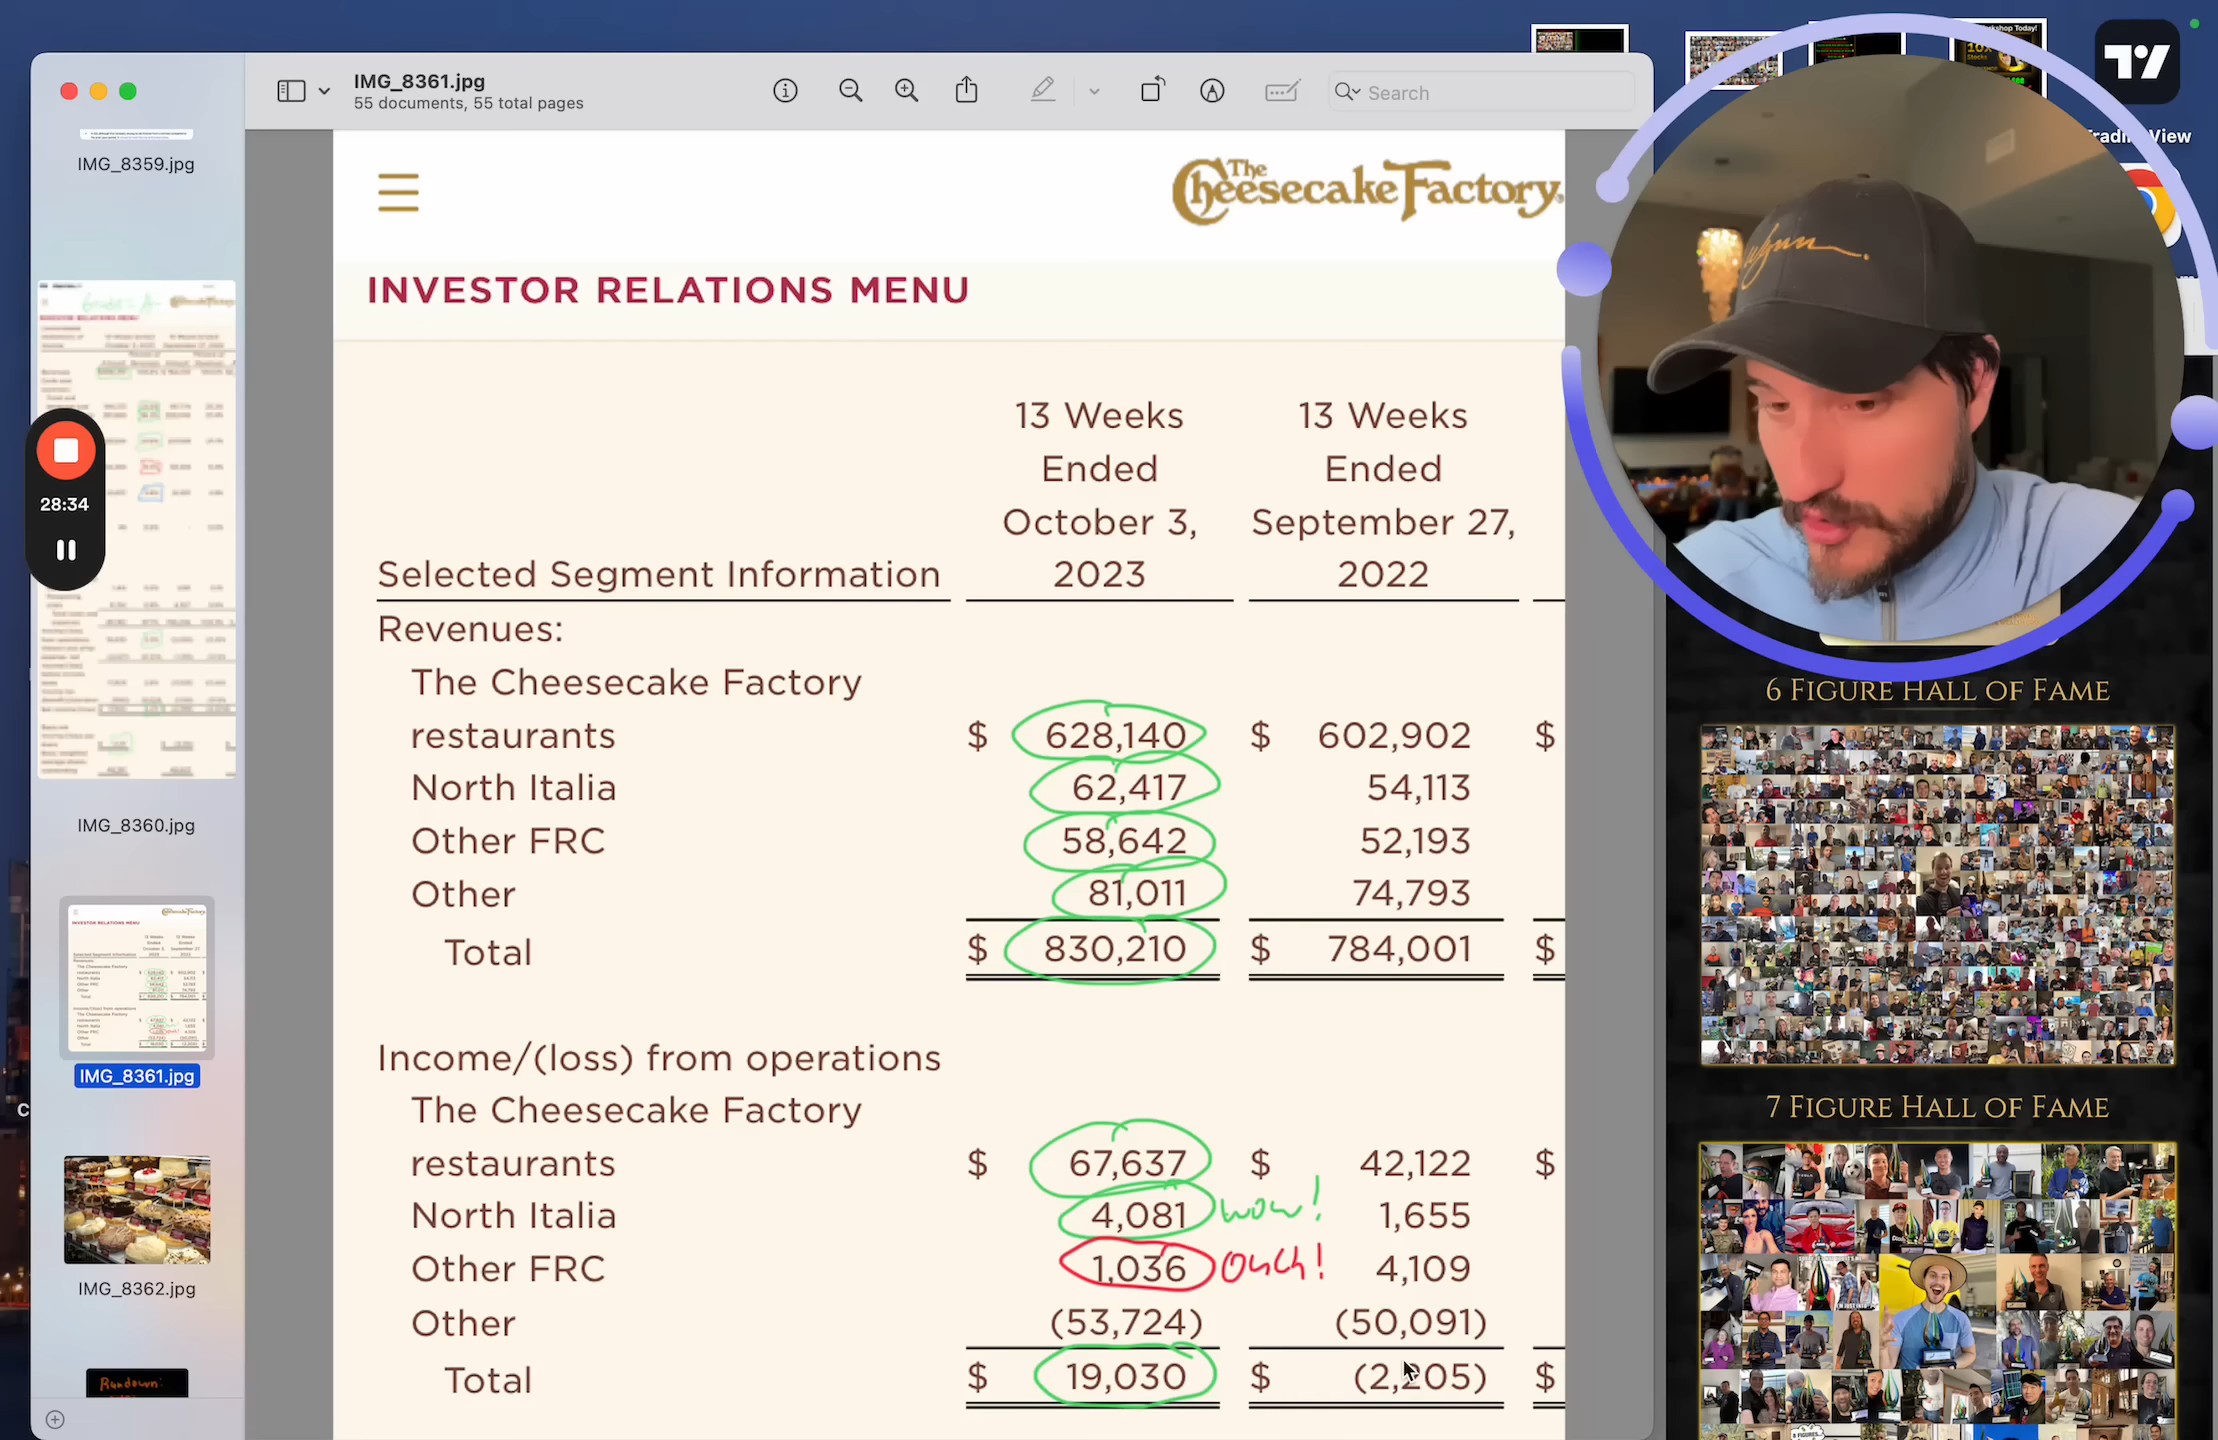 IMG_8361.jpg
55 documents, 55 total pages
Search
IMG_8359.jpg
28:34
IMG_8360.jpg
IMG_8361.jpg
IMG_8362.jpg
Rundown:
The Cheesecake Factory
INVESTOR RELATIONS MENU
13 Weeks 13 Weeks
Ended Ended
October 3, September 27,
Selected Segment Information 2023 2022
Revenues:
The Cheesecake Factory
restaurants $ 628,140 $ 602,902 $
North Italia 62,417 54,113
Other FRC 58,642 52,193
Other 81,011 74,793
Total $ 830,210 $ 784,001 $
Income/(loss) from operations
The Cheesecake Factory
restaurants $ 67,637 $ 42,122 $
North Italia 4,081 wow! 1,655
Other FRC 1,036 ouch! 4,109
Other (53,724) (50,091)
Total $ 19,030 $ (2,205) $
Wynn
6 FIGURE HALL OF FAME
7 FIGURE HALL OF FAME